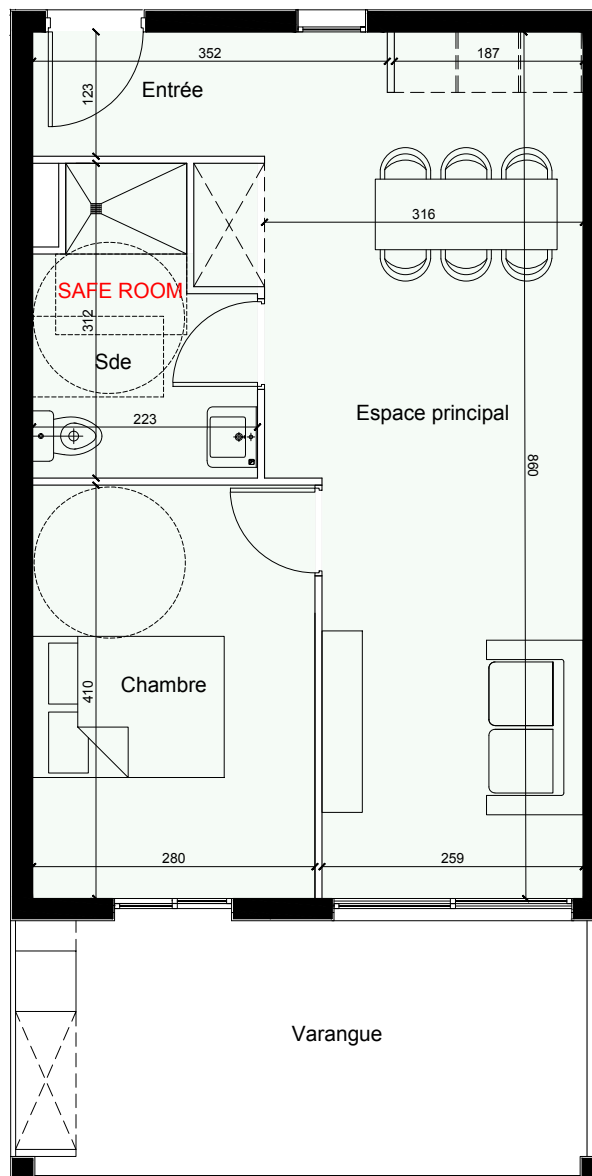 352
187
123
Entrée
316
SAFE ROOM
312
Sde
Espace principal
223
860
Chambre
410
280
259
Varangue